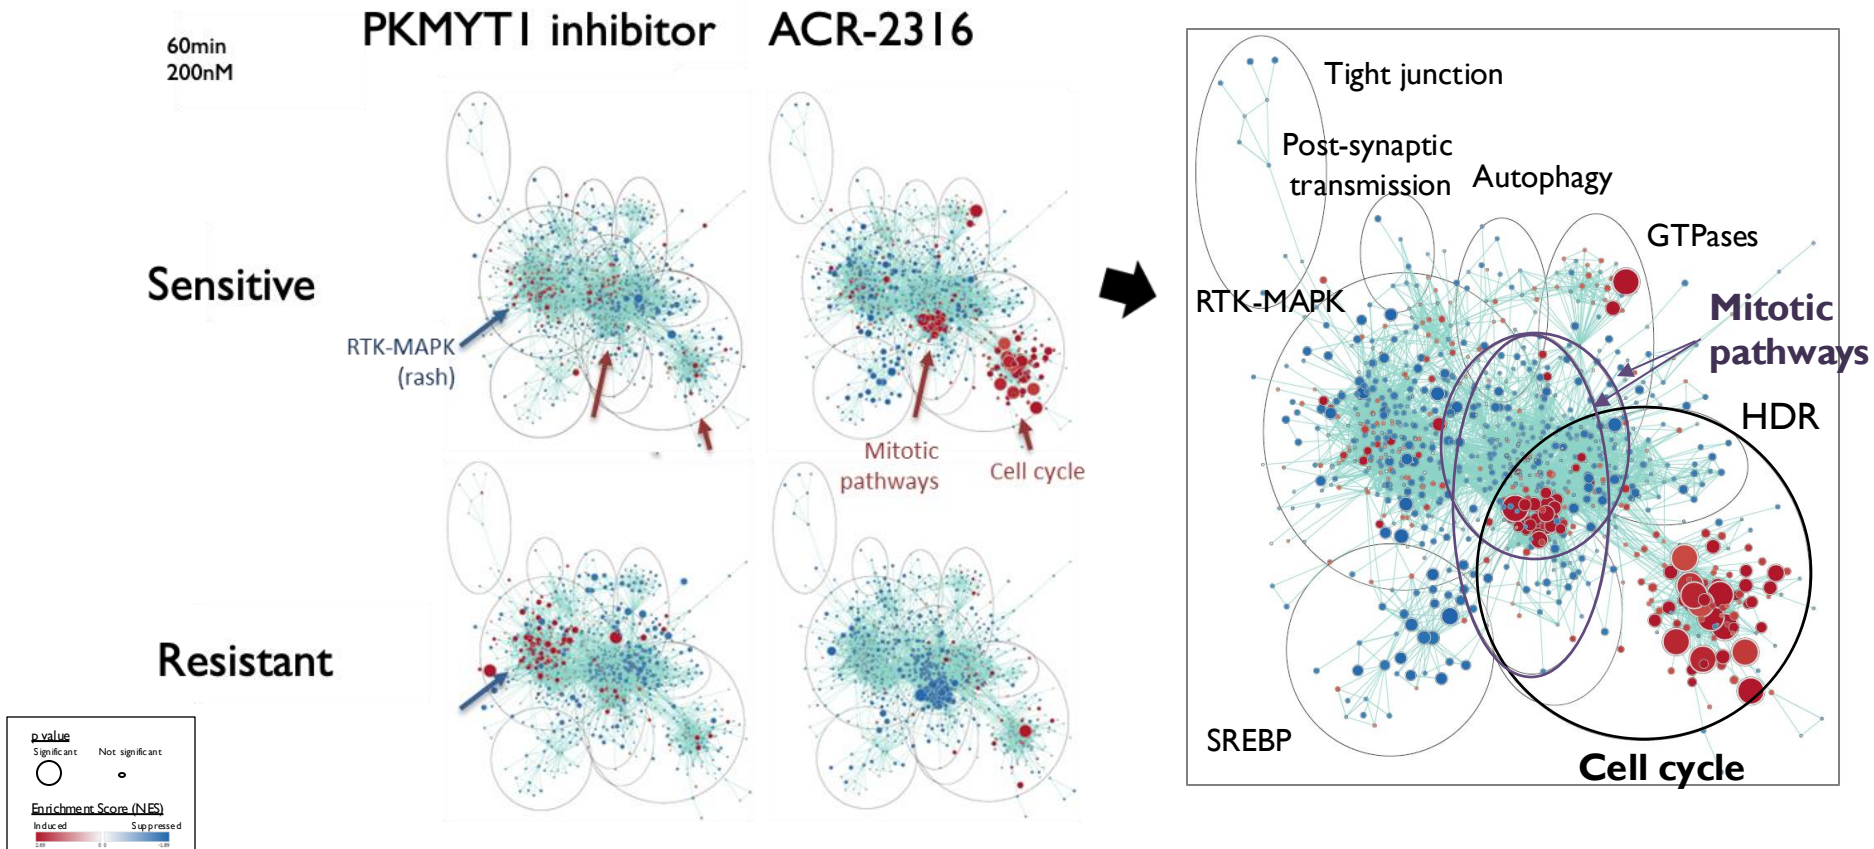 60min
200nM
PKMYT1 inhibitor
ACR-2316
Sensitive
RTK-MAPK
(rash)
Mitotic
pathways
Cell cycle
Resistant
p value
Significant
Not significant
Enrichment Score (NES)
Induced
Suppressed
Tight junction
Post-synaptic
transmission
Autophagy
GTPases
RTK-MAPK
Mitotic
pathways
HDR
SREBP
Cell cycle